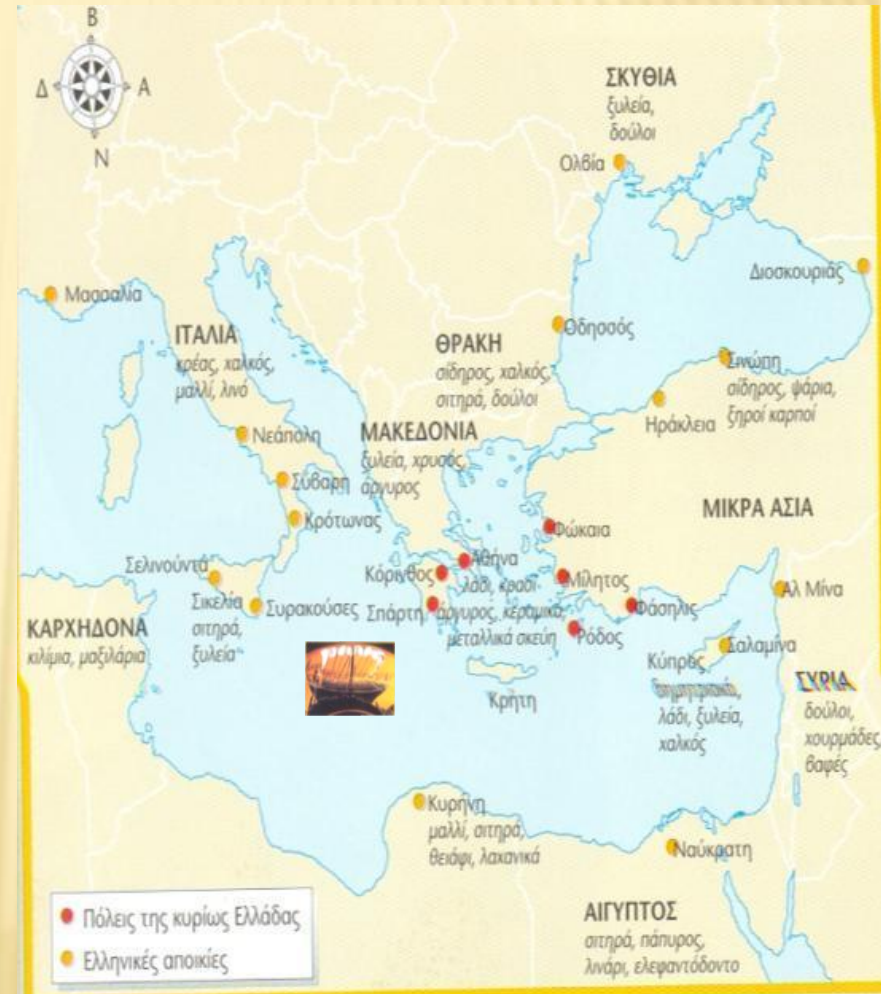 Β
Δ
Α
Ν
ΣΚΥΘΙΑ
ξυλεία,
δούλοι
Ολβία
Διοσκουριάς
Μασσαλία
ΙΤΑΛΙΑ
κρέας, χαλκός,
μαλλί, λινό
Οδησσός
ΘΡΑΚΗ
σίδηρος, χαλκός,
σιτηρά, δούλοι
Σινώπη
σίδηρος, ψάρια,
ξηροί καρποί
Ηράκλεια
Νεάπολη
ΜΑΚΕΔΟΝΙΑ
ξυλεία, χρυσός,
άργυρος
Σύβαρη
Κρότωνας
ΜΙΚΡΑ ΑΣΙΑ
Φώκαια
Σελινούντα
Κόρινθος
Αθήνα
λάδι, κρασί
Μίλητος
Αλ Μίνα
Σικελία
σιτηρά,
ξυλεία
Συρακούσες
Σπάρτη
άργυρος, κεραμικά,
μεταλλικά σκεύη
Φάσηλις
Ρόδος
ΚΑΡΧΗΔΟΝΑ
κιλίμια, μαξιλάρια
Κρήτη
Κύπρος
Σαλαμίνα
δημητριακά,
λάδι, ξυλεία,
χαλκός
ΣΥΡΙΑ
δούλοι,
χουρμάδες,
βαφές
Κυρήνη
μαλλί, σιτηρά,
θειάφι, λαχανικά
Ναύκρατη
ΑΙΓΥΠΤΟΣ
σιτηρά, πάπυρος,
λινάρι, ελεφαντόδοντο
Πόλεις της κυρίως Ελλάδας
Ελληνικές αποικίες